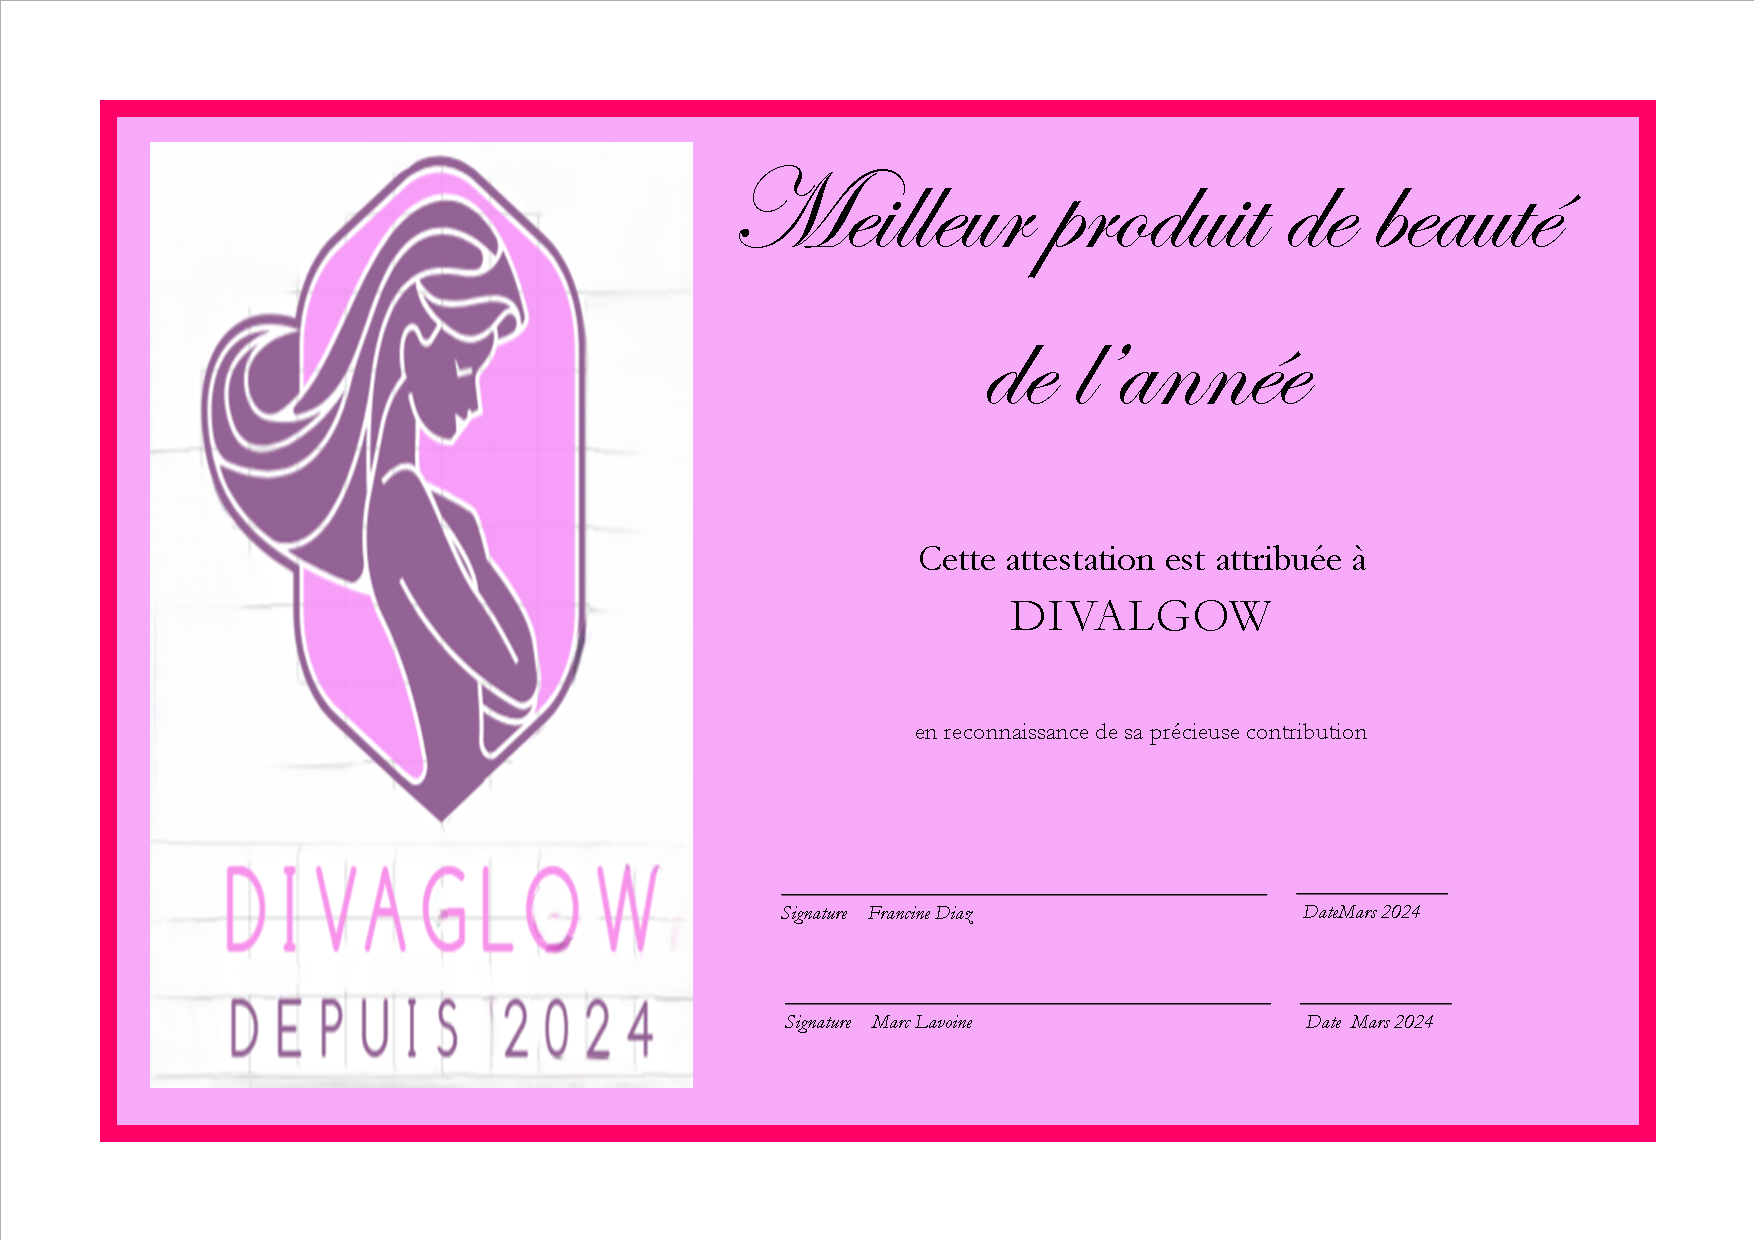 Meilleur produit de beauté
de l'année
Cette attestation est attribuée à
DIVALGOW
en reconnaissance de sa précieuse contribution
Signature Francine Diaz
DateMars 2024
Signature Marc Lavoine
Date Mars 2024
DIVAGLOW
DEPUIS 2024